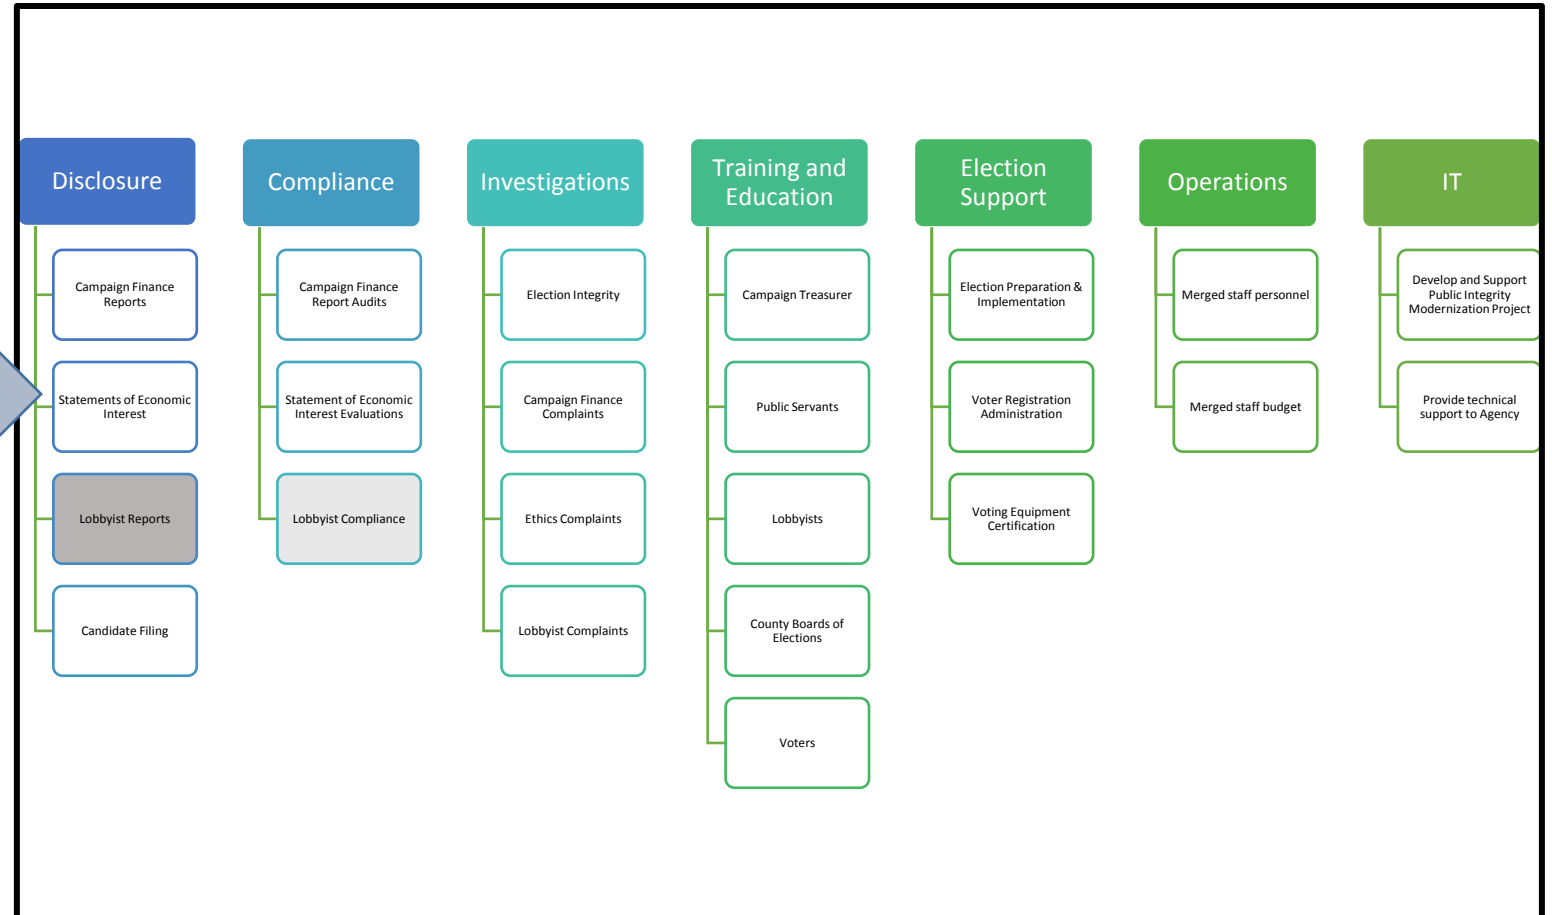 Disclosure
Campaign Finance
Reports
Statements of Economic
Interest
Lobbyist Reports
Candidate Filing
Compliance
Campaign Finance
Report Audits
Statement of Economic
Interest Evaluations
Lobbyist Compliance
Investigations
Election Integrity
Campaign Finance
Complaints
Ethics Complaints
Lobbyist Complaints
Training and
Education
Campaign Treasurer
Public Servants
Lobbyists
County Boards of
Elections
Voters
Election
Support
Election Preparation &
Implementation
Voter Registration
Administration
Voting Equipment
Certification
Operations
Merged staff personnel
Merged staff budget
IT
Develop and Support
Public Integrity
Modernization Project
Provide technical
support to Agency